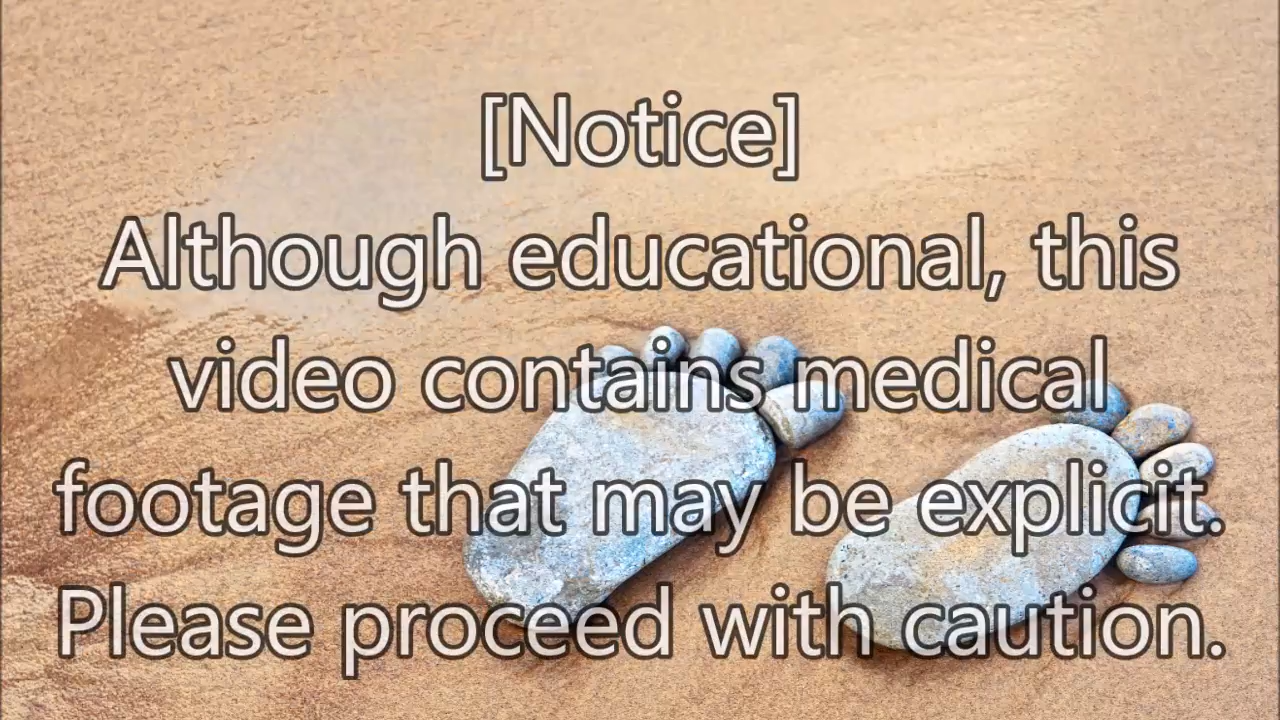 [Notice]
Although educational, this
video contains medical
footage that may be explicit.
Please proceed with caution.